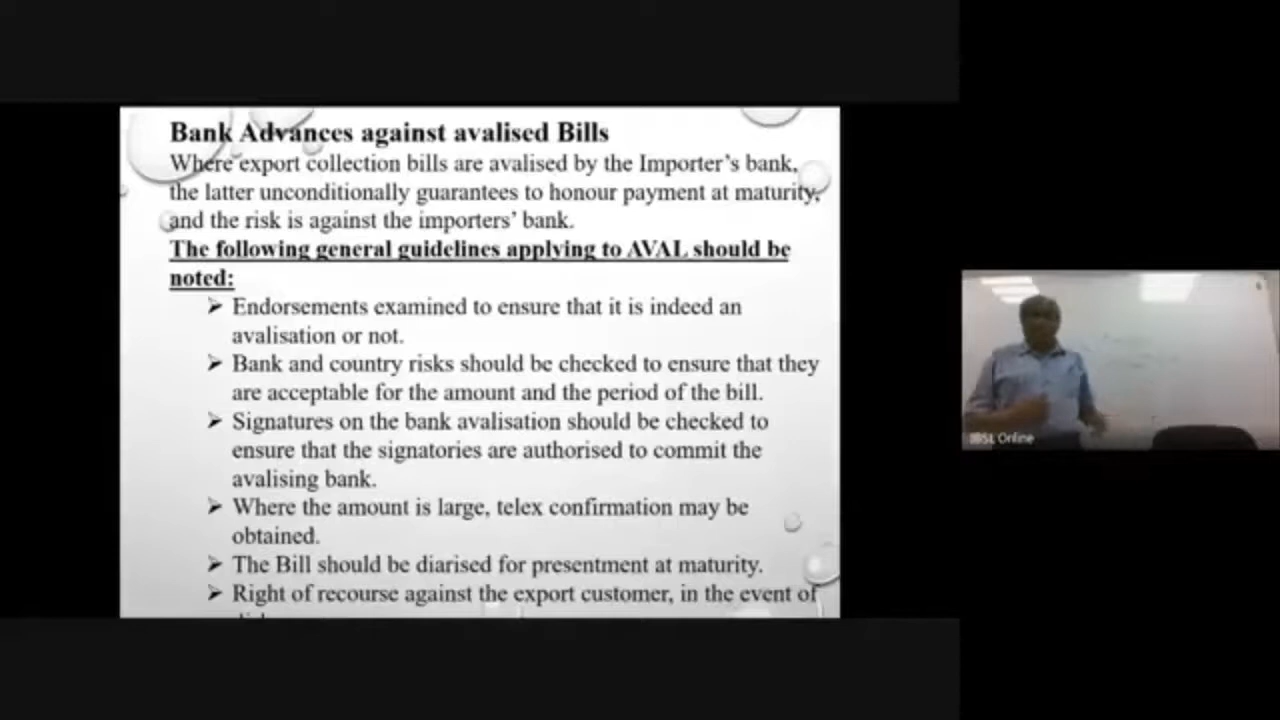 Bank Advances against avalised Bills
Where export collection bills are avalised by the Importer's bank,
the latter unconditionally guarantees to honour payment at maturity,
and the risk is against the importers' bank.
The following general guidelines applying to AVAL should be
noted:
➢ Endorsements examined to ensure that it is indeed an
avalisation or not.
➢ Bank and country risks should be checked to ensure that they
are acceptable for the amount and the period of the bill.
➢ Signatures on the bank avalisation should be checked to
ensure that the signatories are authorised to commit the
avalising bank.
➢ Where the amount is large, telex confirmation may be
obtained.
➢ The Bill should be diarised for presentment at maturity.
➢ Right of recourse against the export customer, in the event of
IBSL Online